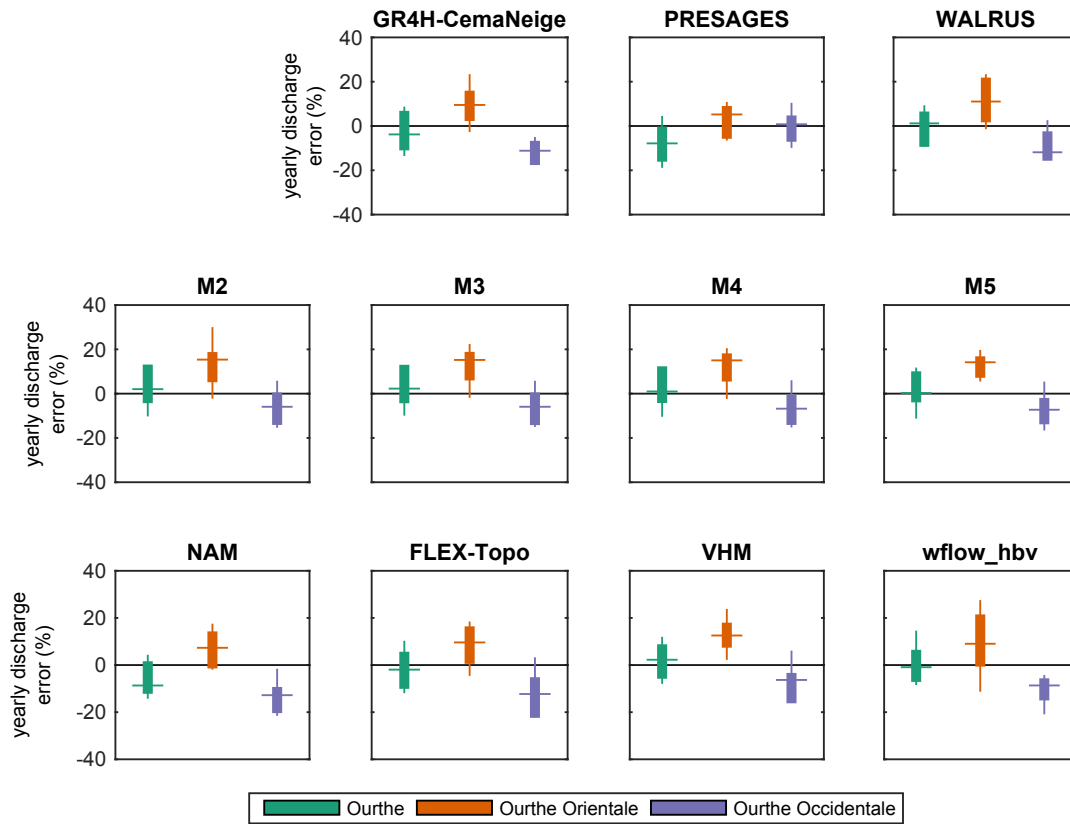 GR4H-CemaNeige PRESAGES WALRUS
yearly discharge
error (%)
40
20
0
-20
-40
M2 M3 M4 M5
yearly discharge
error (%)
40
20
0
-20
-40
NAM FLEX-Topo VHM wflow_hbv
yearly discharge
error (%)
40
20
0
-20
-40
Ourthe Ourthe Orientale Ourthe Occidentale